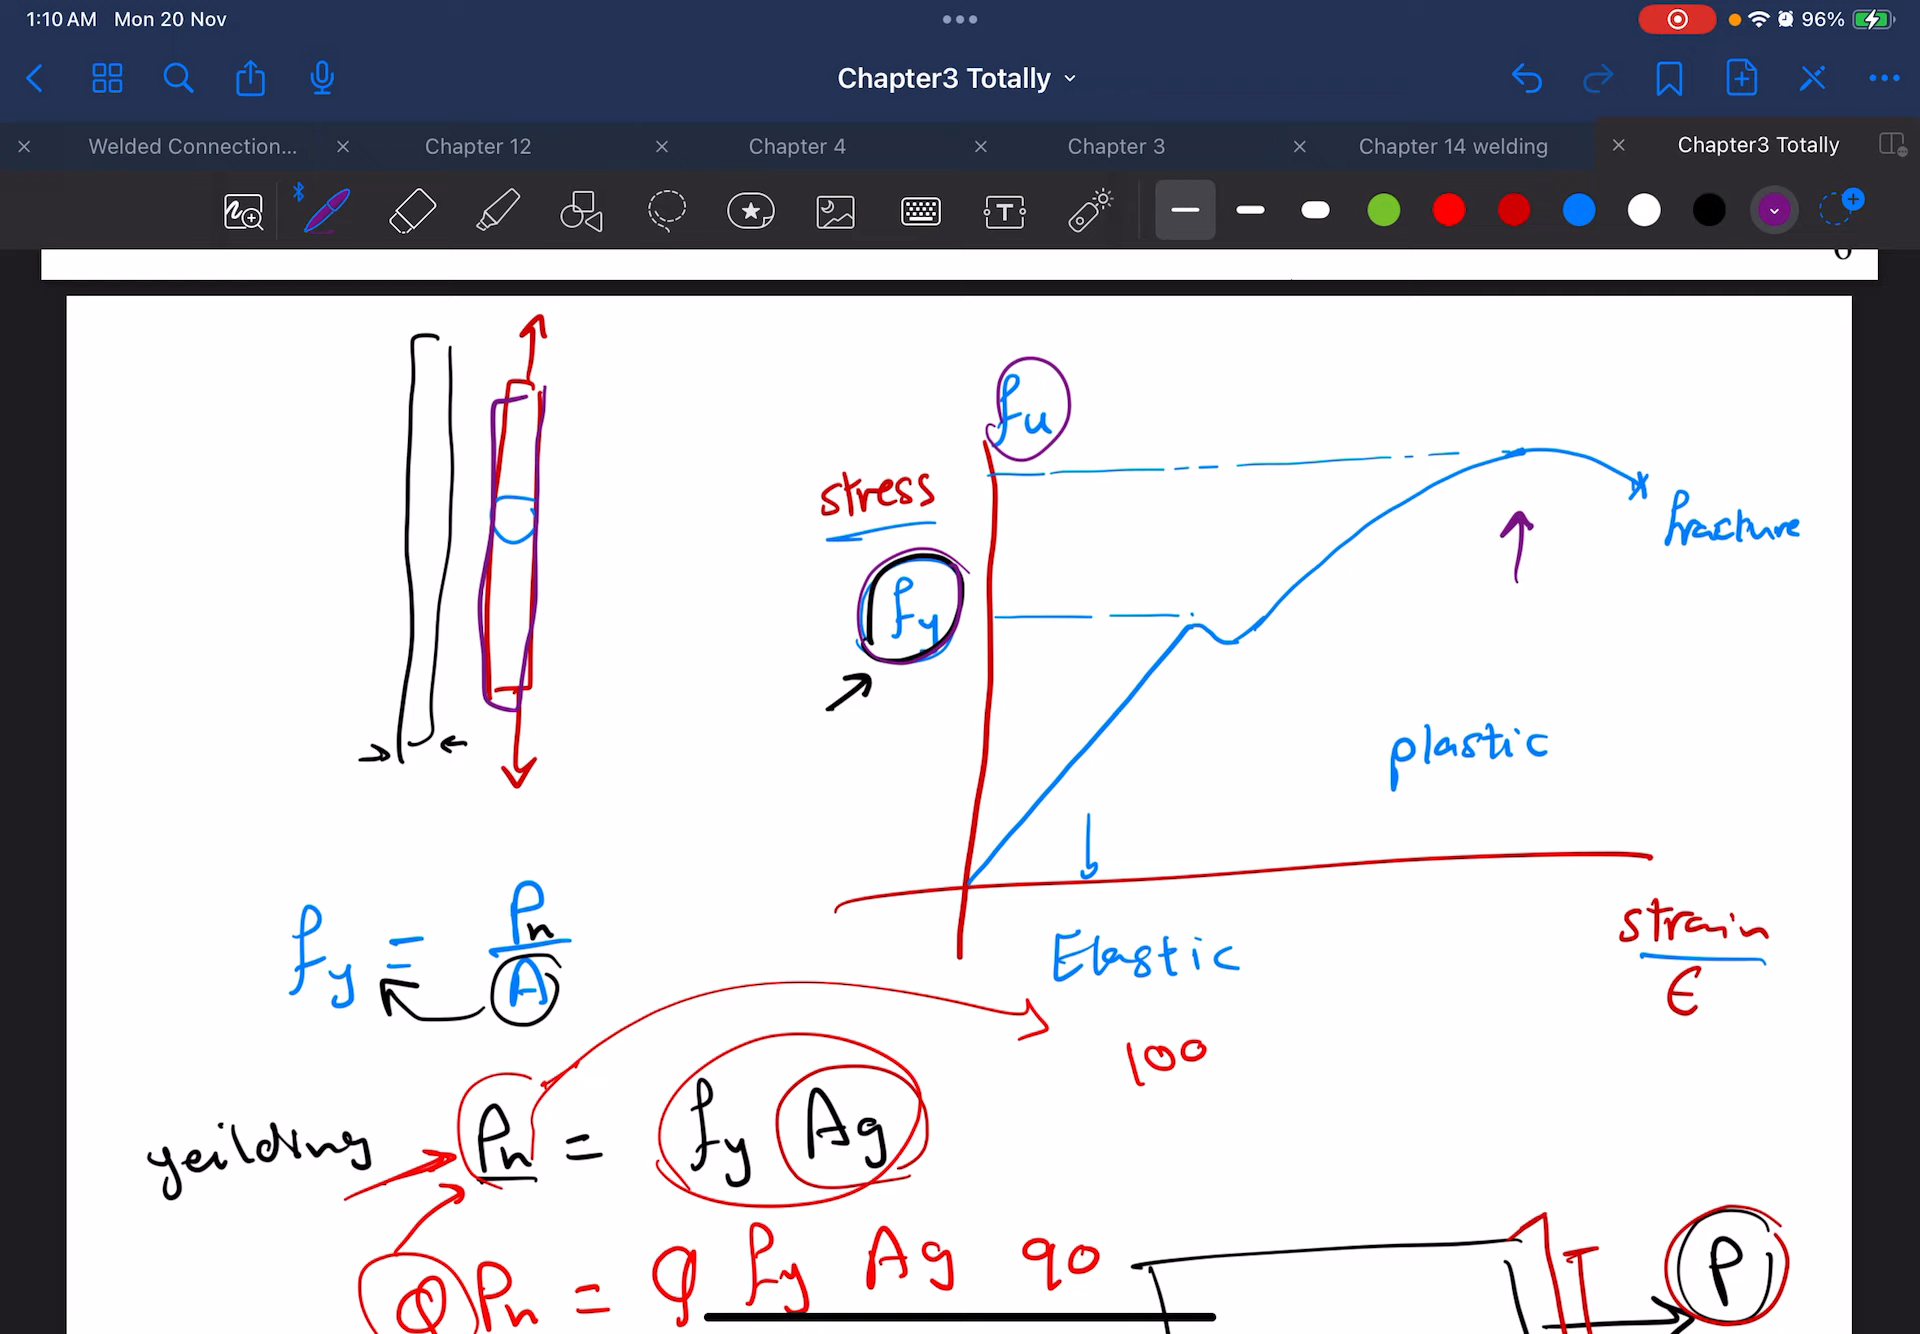 1:10 AM Mon 20 Nov 96%
Chapter3 Totally
Welded Connection... Chapter 12 Chapter 4 Chapter 3 Chapter 14 welding Chapter3 Totally
fu
stress
fy
fracture
plastic
Elastic
strain
ϵ
fy = Pn / A
100
yeilding Pn = fy Ag
φ Pn = φ Fy Ag 90
P